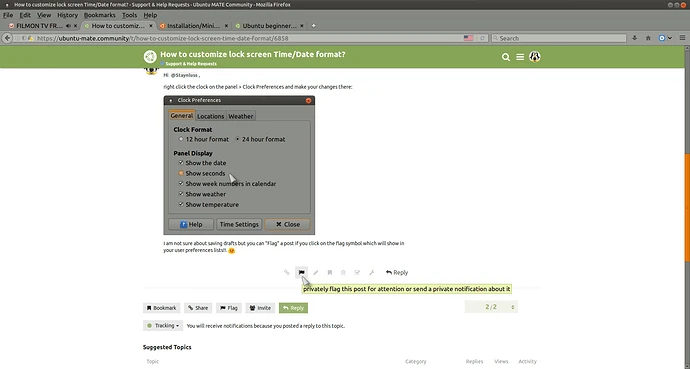 How to customize lock screen Time/Date format? - Support & Help Requests - Ubuntu MATE Community - Mozilla Firefox
File Edit View History Bookmarks Tools Help
FILMON TV FR...
How to customiz...
Installation/Mini...
Ubuntu beginner...
https://ubuntu-mate.community/t/how-to-customize-lock-screen-time-date-format/6858
Search
How to customize lock screen Time/Date format?
Support & Help Requests
Hi @Staynluss ,
right click the clock on the panel > Clock Preferences and make your changes there:
Clock Preferences
General Locations Weather
Clock Format
12 hour format 24 hour format
Panel Display
Show the date
Show seconds
Show week numbers in calendar
Show weather
Show temperature
Help Time Settings Close
I am not sure about saving drafts but you can "Flag" a post if you click on the flag symbol which will show in
your user preferences lists!!.
Reply
privately flag this post for attention or send a private notification about it
Bookmark Share Flag Invite Reply
2 / 2
Tracking You will receive notifications because you posted a reply to this topic.
Suggested Topics
Topic Category Replies Views Activity